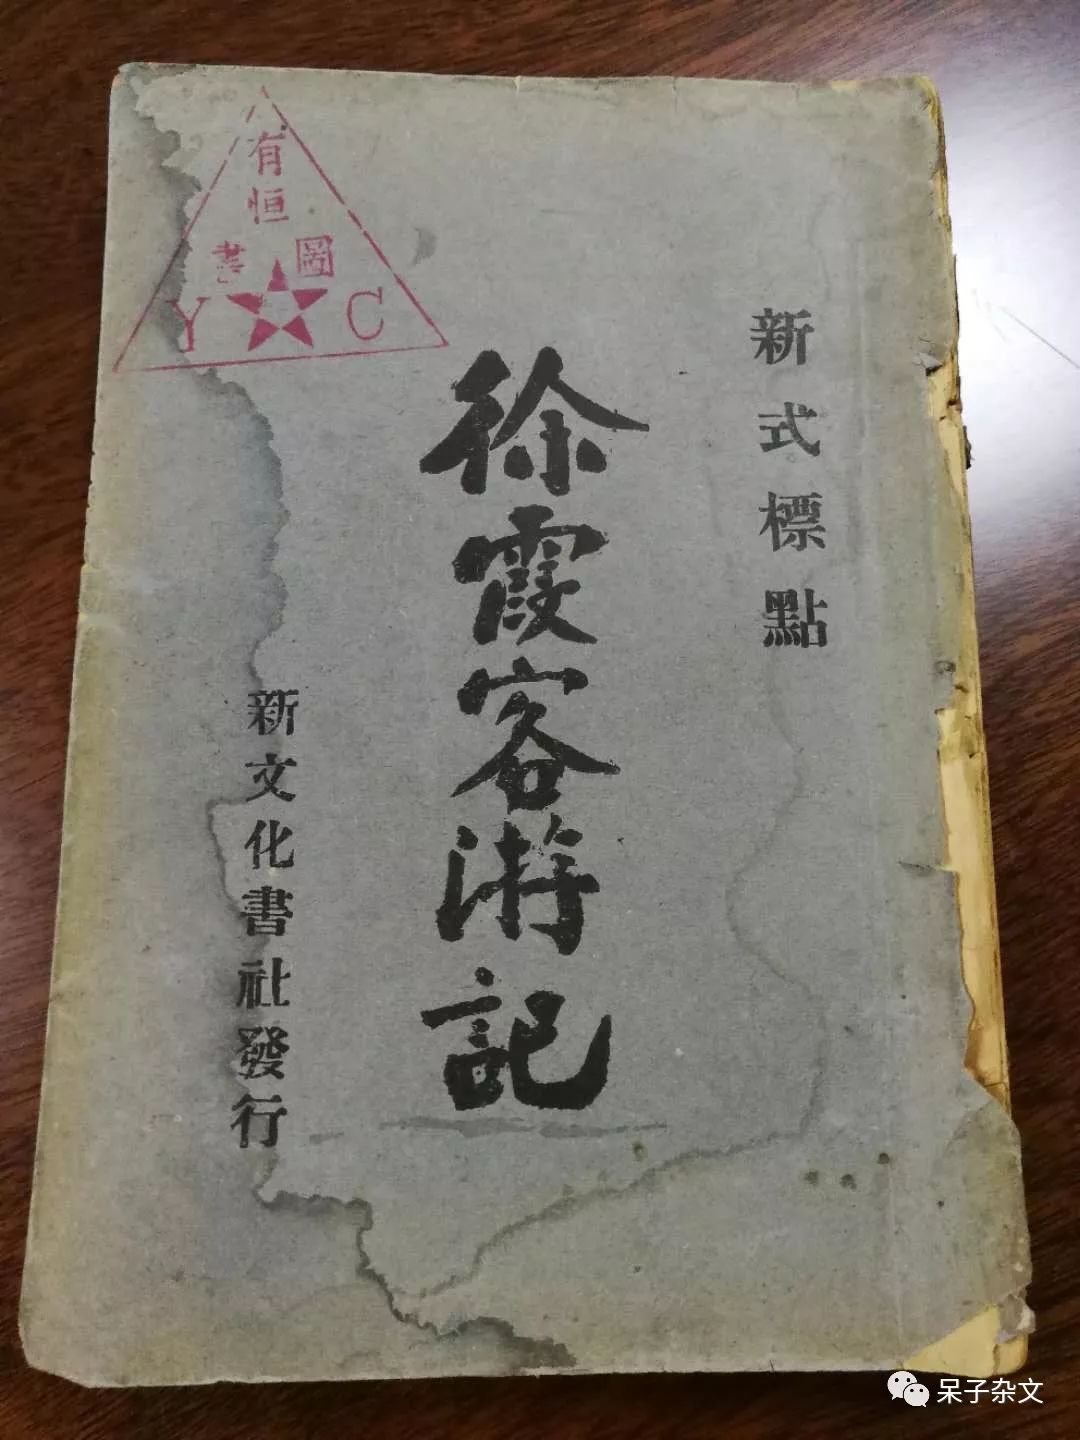 新式標點
徐霞客游記
新文化書社發行
有恒
圖書
Y C
呆子杂文